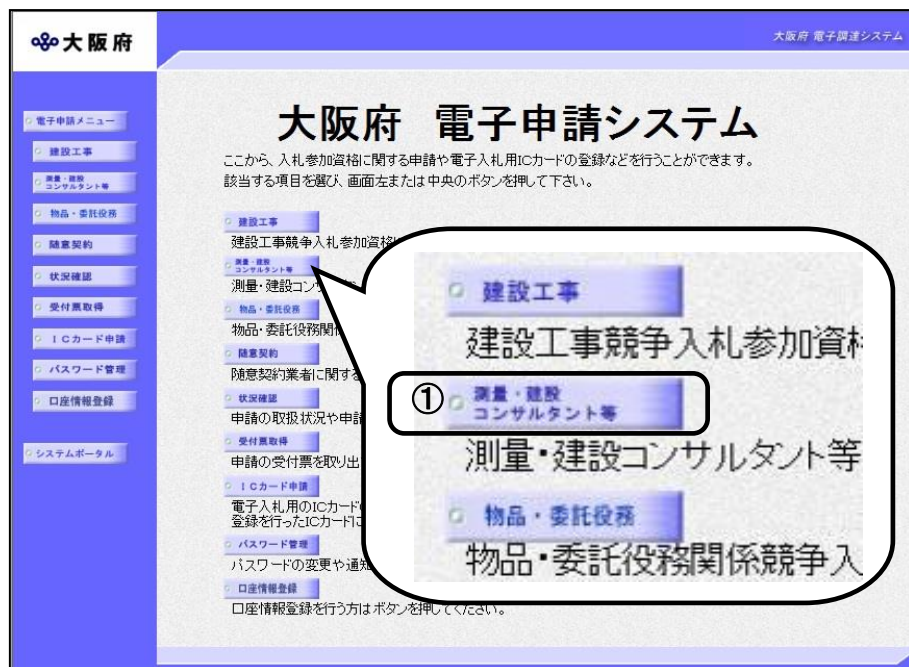 大阪府
大阪府 電子調達システム
電子申請メニュー
建設工事
測量・建設
コンサルタント等
物品・委託役務
随意契約
状況確認
受付票取得
ICカード申請
パスワード管理
口座情報登録
システムポータル
大阪府 電子申請システム
ここから、入札参加資格に関する申請や電子入札用ICカードの登録などを行うことができます。
該当する項目を選び、画面左または中央のボタンを押して下さい。
建設工事
建設工事競争入札参加資格
測量・建設
コンサルタント等
測量・建設コン
物品・委託役務
物品・委託役務関
随意契約
随意契約業者に関する
状況確認
申請の取扱状況や申
受付票取得
申請の受付票を取り出
ICカード申請
電子入札用のICカード
登録を行ったICカードに
パスワード管理
パスワードの変更や通
口座情報登録
口座情報登録を行う方はボタンを押してください。
建設工事
建設工事競争入札参加資
①
測量・建設
コンサルタント等
測量・建設コンサルタント等
物品・委託役務
物品・委託役務関係競争入